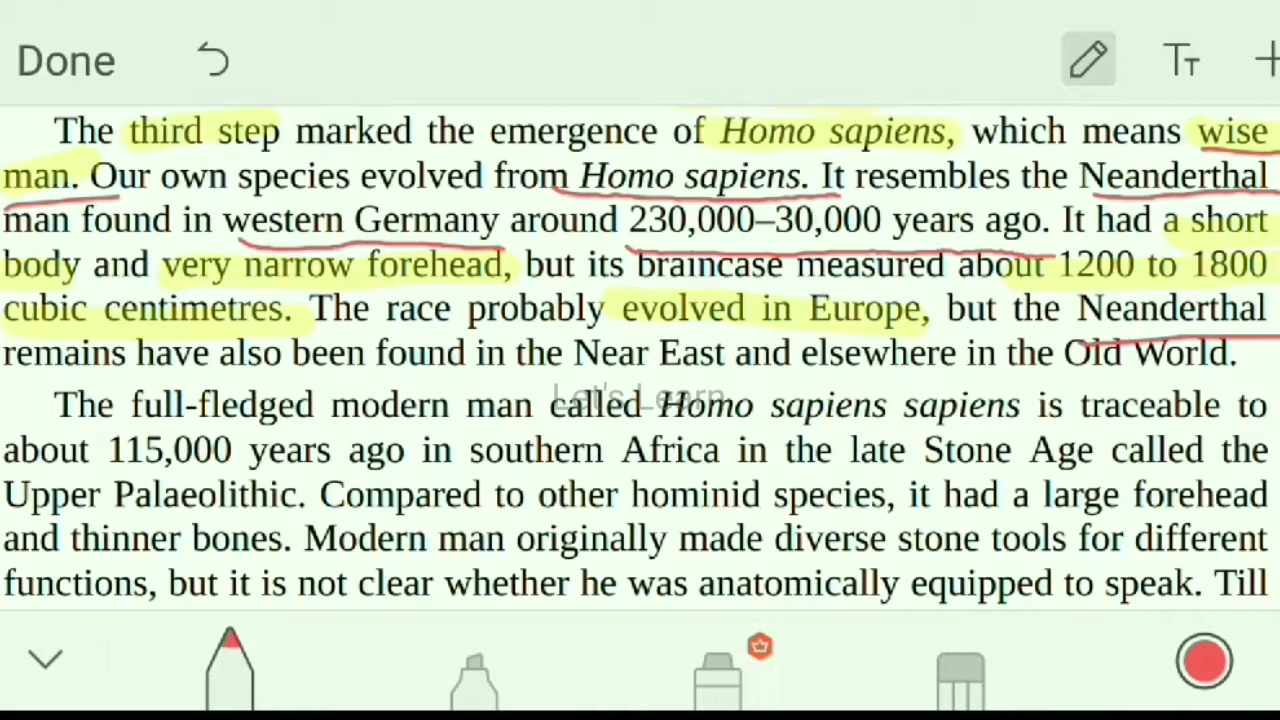 Done
The third step marked the emergence of Homo sapiens, which means wise
man. Our own species evolved from Homo sapiens. It resembles the Neanderthal
man found in western Germany around 230,000–30,000 years ago. It had a short
body and very narrow forehead, but its braincase measured about 1200 to 1800
cubic centimetres. The race probably evolved in Europe, but the Neanderthal
remains have also been found in the Near East and elsewhere in the Old World.
Let's Learn
The full-fledged modern man called Homo sapiens sapiens is traceable to
about 115,000 years ago in southern Africa in the late Stone Age called the
Upper Palaeolithic. Compared to other hominid species, it had a large forehead
and thinner bones. Modern man originally made diverse stone tools for different
functions, but it is not clear whether he was anatomically equipped to speak. Till